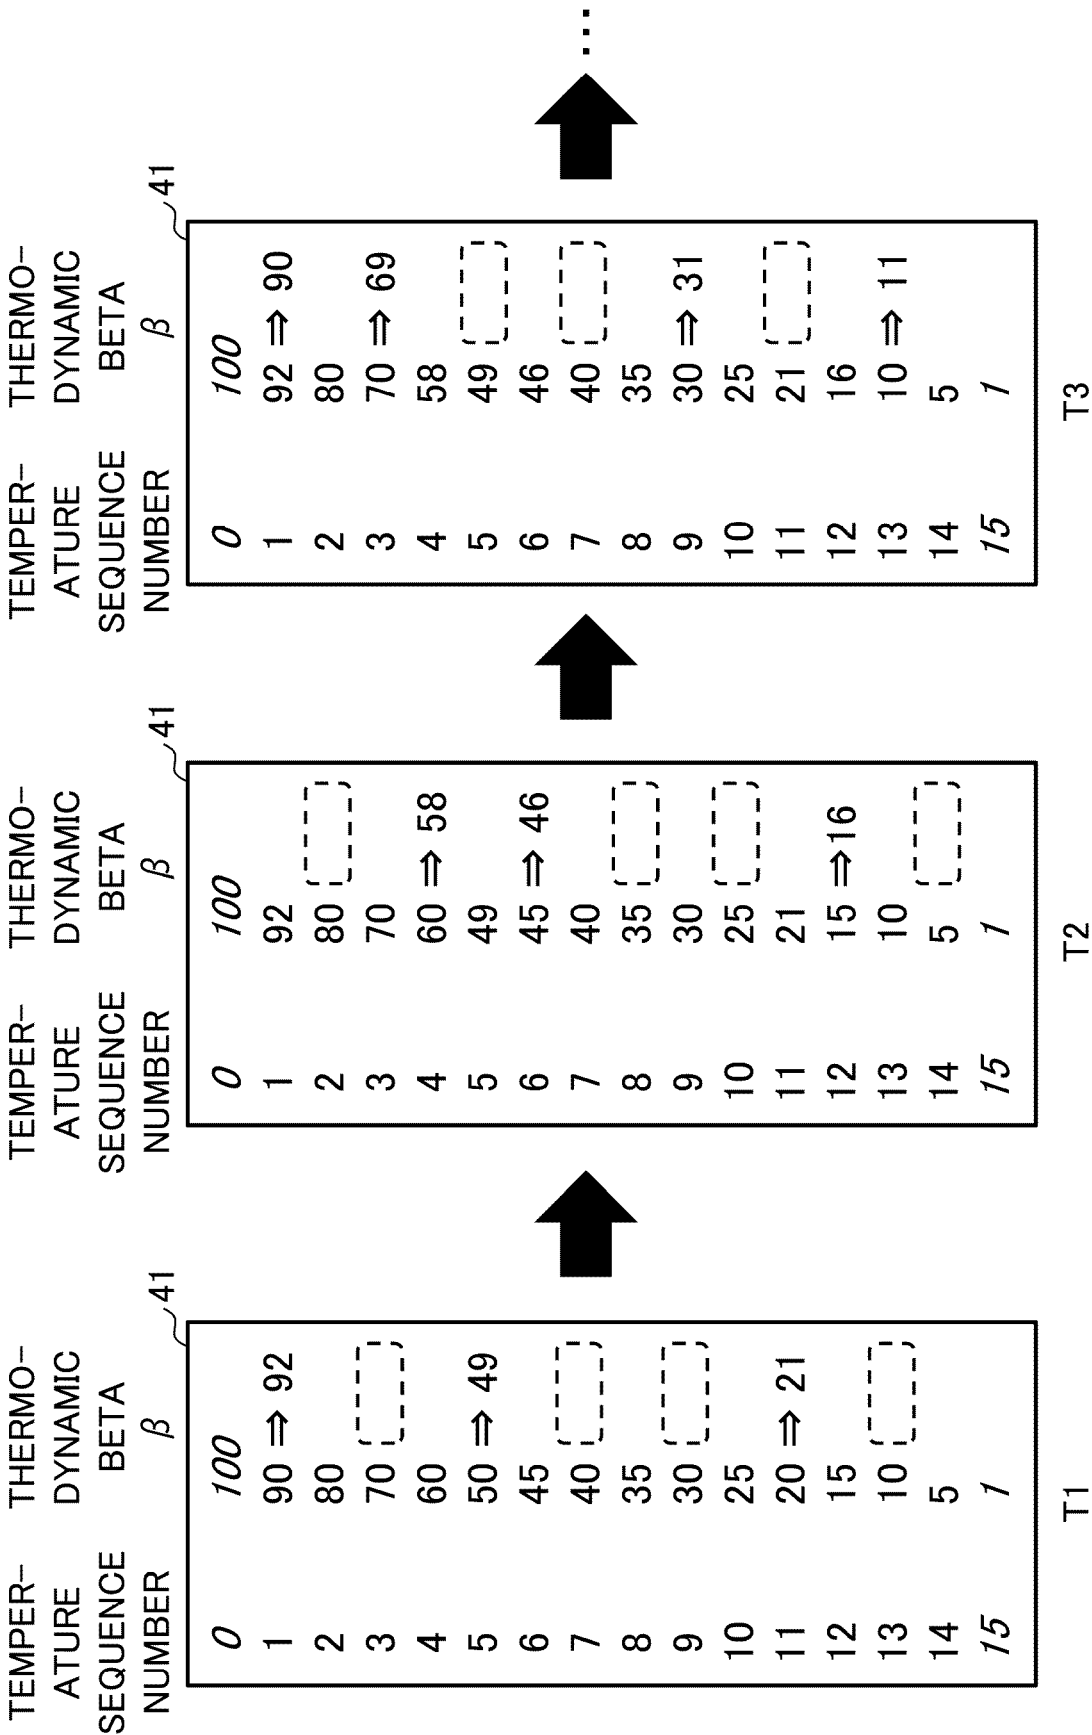 TEMPER-
ATURE
SEQUENCE
NUMBER
THERMO-
DYNAMIC
BETA
β
41
0 100
1 90 ⇒ 92
2 80
3 70
4 60
5 50 ⇒ 49
6 45
7 40
8 35
9 30
10 25
11 20 ⇒ 21
12 15
13 10
14 5
15 1
T1
TEMPER-
ATURE
SEQUENCE
NUMBER
THERMO-
DYNAMIC
BETA
β
41
0 100
1 92
2 80
3 70
4 60 ⇒ 58
5 49
6 45 ⇒ 46
7 40
8 35
9 30
10 25
11 21
12 15 ⇒ 16
13 10
14 5
15 1
T2
TEMPER-
ATURE
SEQUENCE
NUMBER
THERMO-
DYNAMIC
BETA
β
41
0 100
1 92 ⇒ 90
2 80
3 70 ⇒ 69
4 58
5 49
6 46
7 40
8 35
9 30 ⇒ 31
10 25
11 21
12 16
13 10 ⇒ 11
14 5
15 1
T3
...